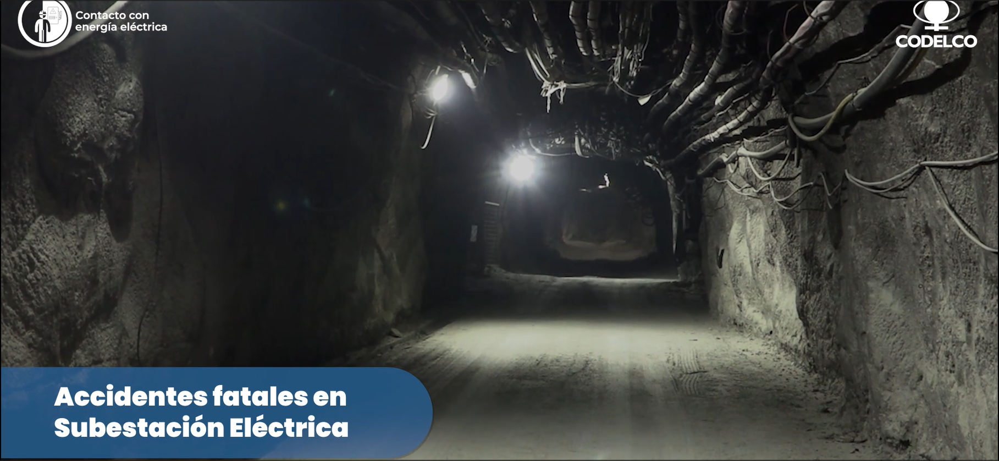 Contacto con
energía eléctrica
CODELCO
Accidentes fatales en
Subestación Eléctrica